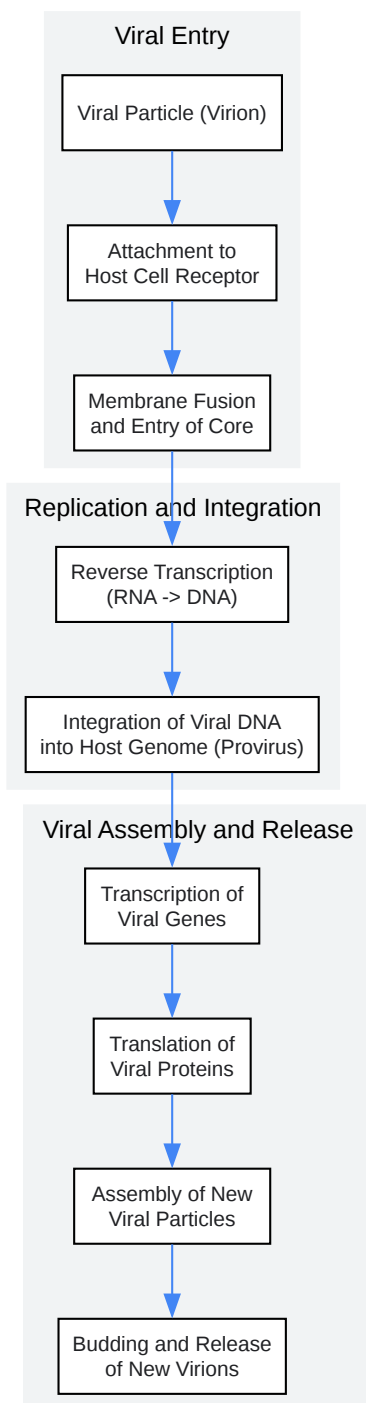 Viral Entry
Viral Particle (Virion)
Attachment to
Host Cell Receptor
Membrane Fusion
and Entry of Core
Replication and Integration
Reverse Transcription
(RNA -> DNA)
Integration of Viral DNA
into Host Genome (Provirus)
Viral Assembly and Release
Transcription of
Viral Genes
Translation of
Viral Proteins
Assembly of New
Viral Particles
Budding and Release
of New Virions